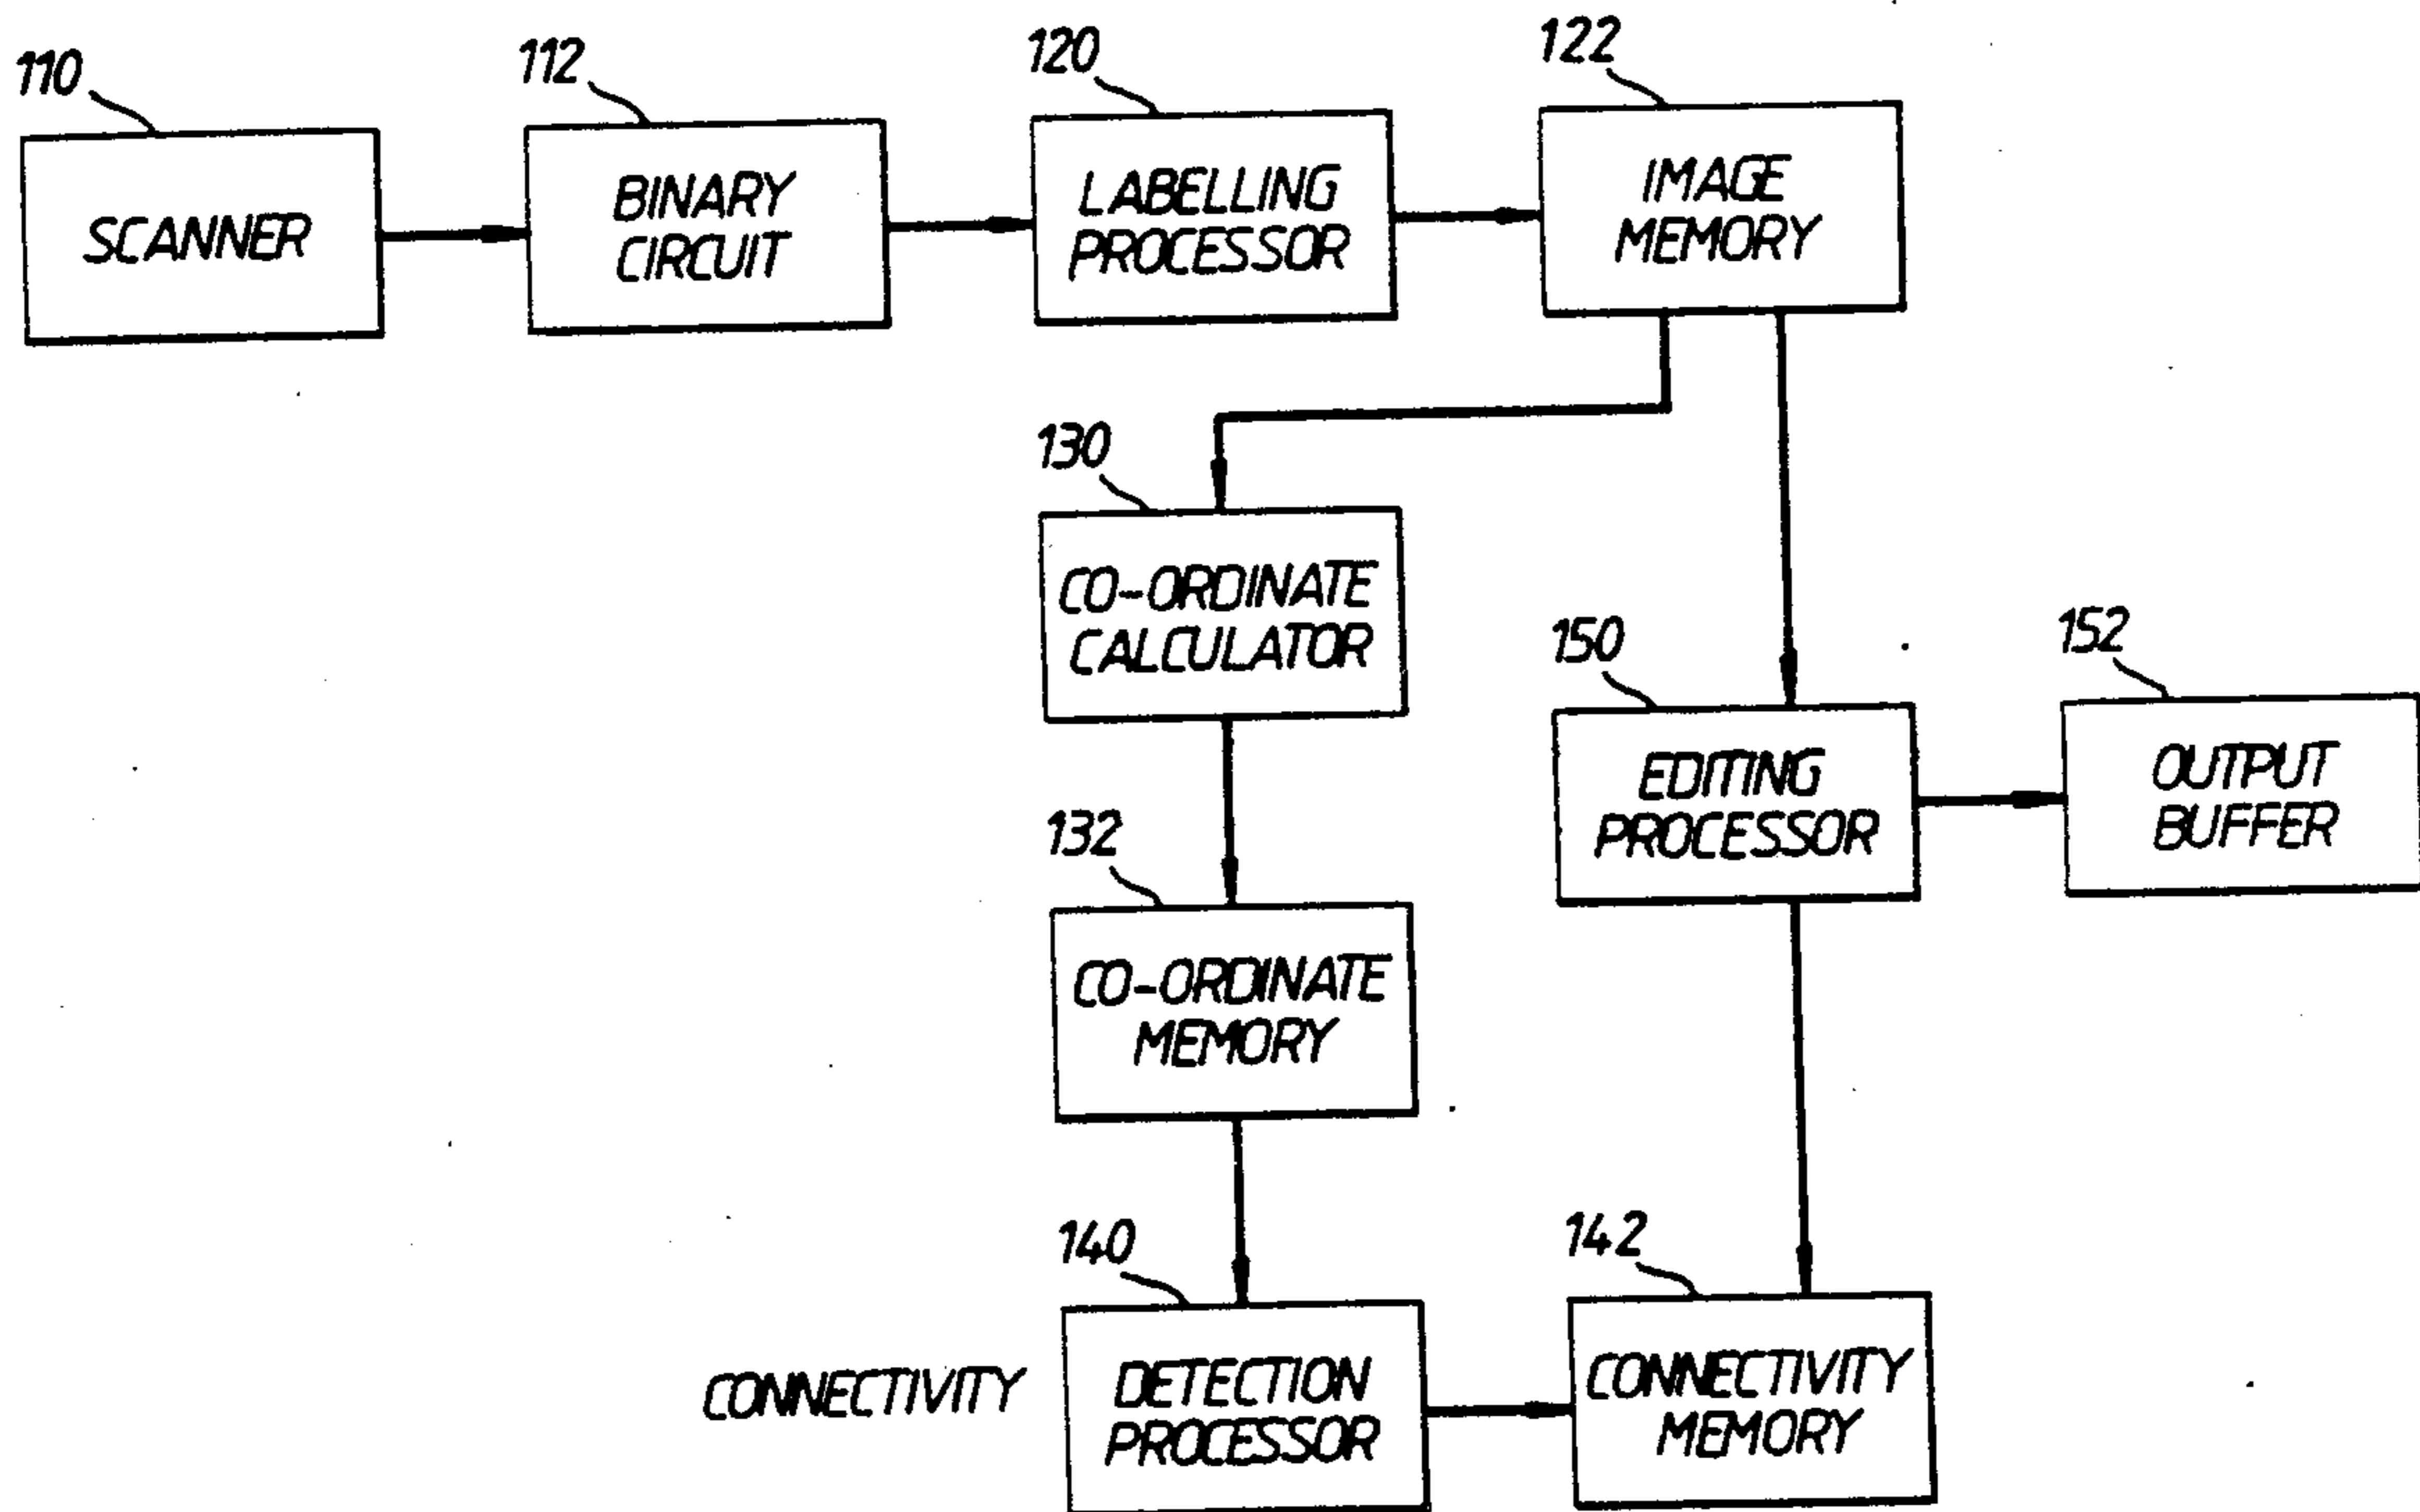 110
SCANNER
112
BINARY
CIRCUIT
120
LABELLING
PROCESSOR
122
IMAGE
MEMORY
130
CO-ORDINATE
CALCULATOR
150
EDITING
PROCESSOR
152
OUTPUT
BUFFER
132
CO-ORDINATE
MEMORY
CONNECTIVITY
140
DETECTION
PROCESSOR
142
CONNECTIVITY
MEMORY